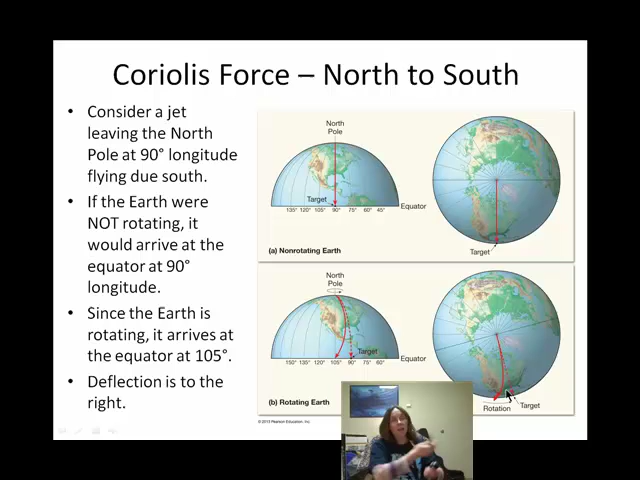 Coriolis Force – North to South
• Consider a jet
leaving the North
Pole at 90° longitude
flying due south.
• If the Earth were
NOT rotating, it
would arrive at the
equator at 90°
longitude.
• Since the Earth is
rotating, it arrives at
the equator at 105°.
• Deflection is to the
right.
North
Pole
Target
135° 120° 105° 90° 75° 60° 45°
Equator
Target
(a) Nonrotating Earth
North
Pole
Target
150° 135° 120° 105° 90° 75° 60°
Equator
Rotation
Target
(b) Rotating Earth
© 2013 Pearson Education, Inc.